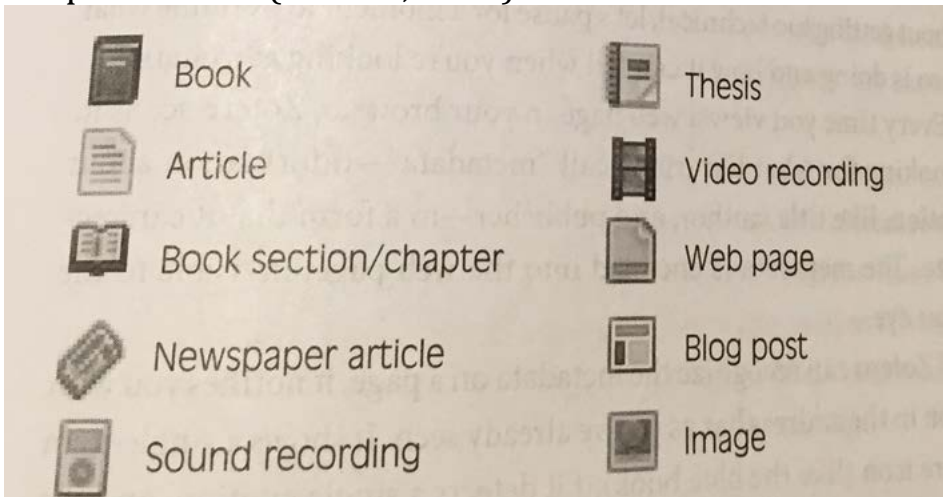 Book
Article
Book section/chapter
Newspaper article
Sound recording
Thesis
Video recording
Web page
Blog post
Image